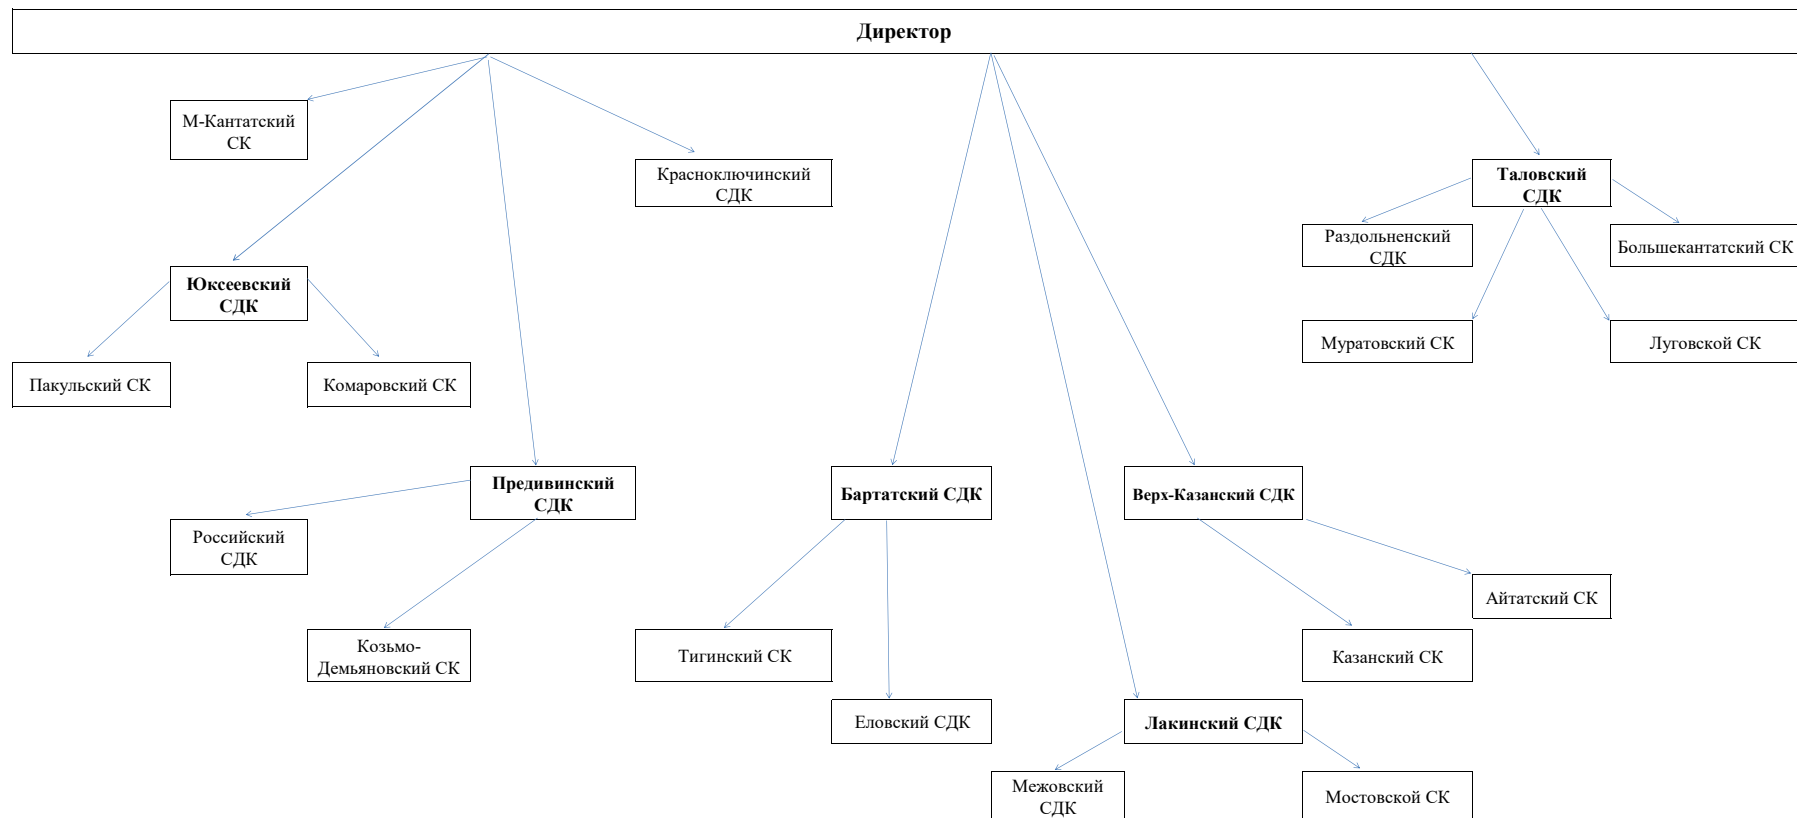 Директор
М-Кантатский
СК
Красноключинский
СДК
Таловский
СДК
Раздольненский
СДК
Большекантатский СК
Юксеевский
СДК
Муратовский СК
Луговской СК
Пакульский СК
Комаровский СК
Предивинский
СДК
Бартатский СДК
Верх-Казанский СДК
Российский
СДК
Айтатский СК
Козьмо-
Демьяновский СК
Тигинский СК
Казанский СК
Еловский СДК
Лакинский СДК
Межовский
СДК
Мостовской СК